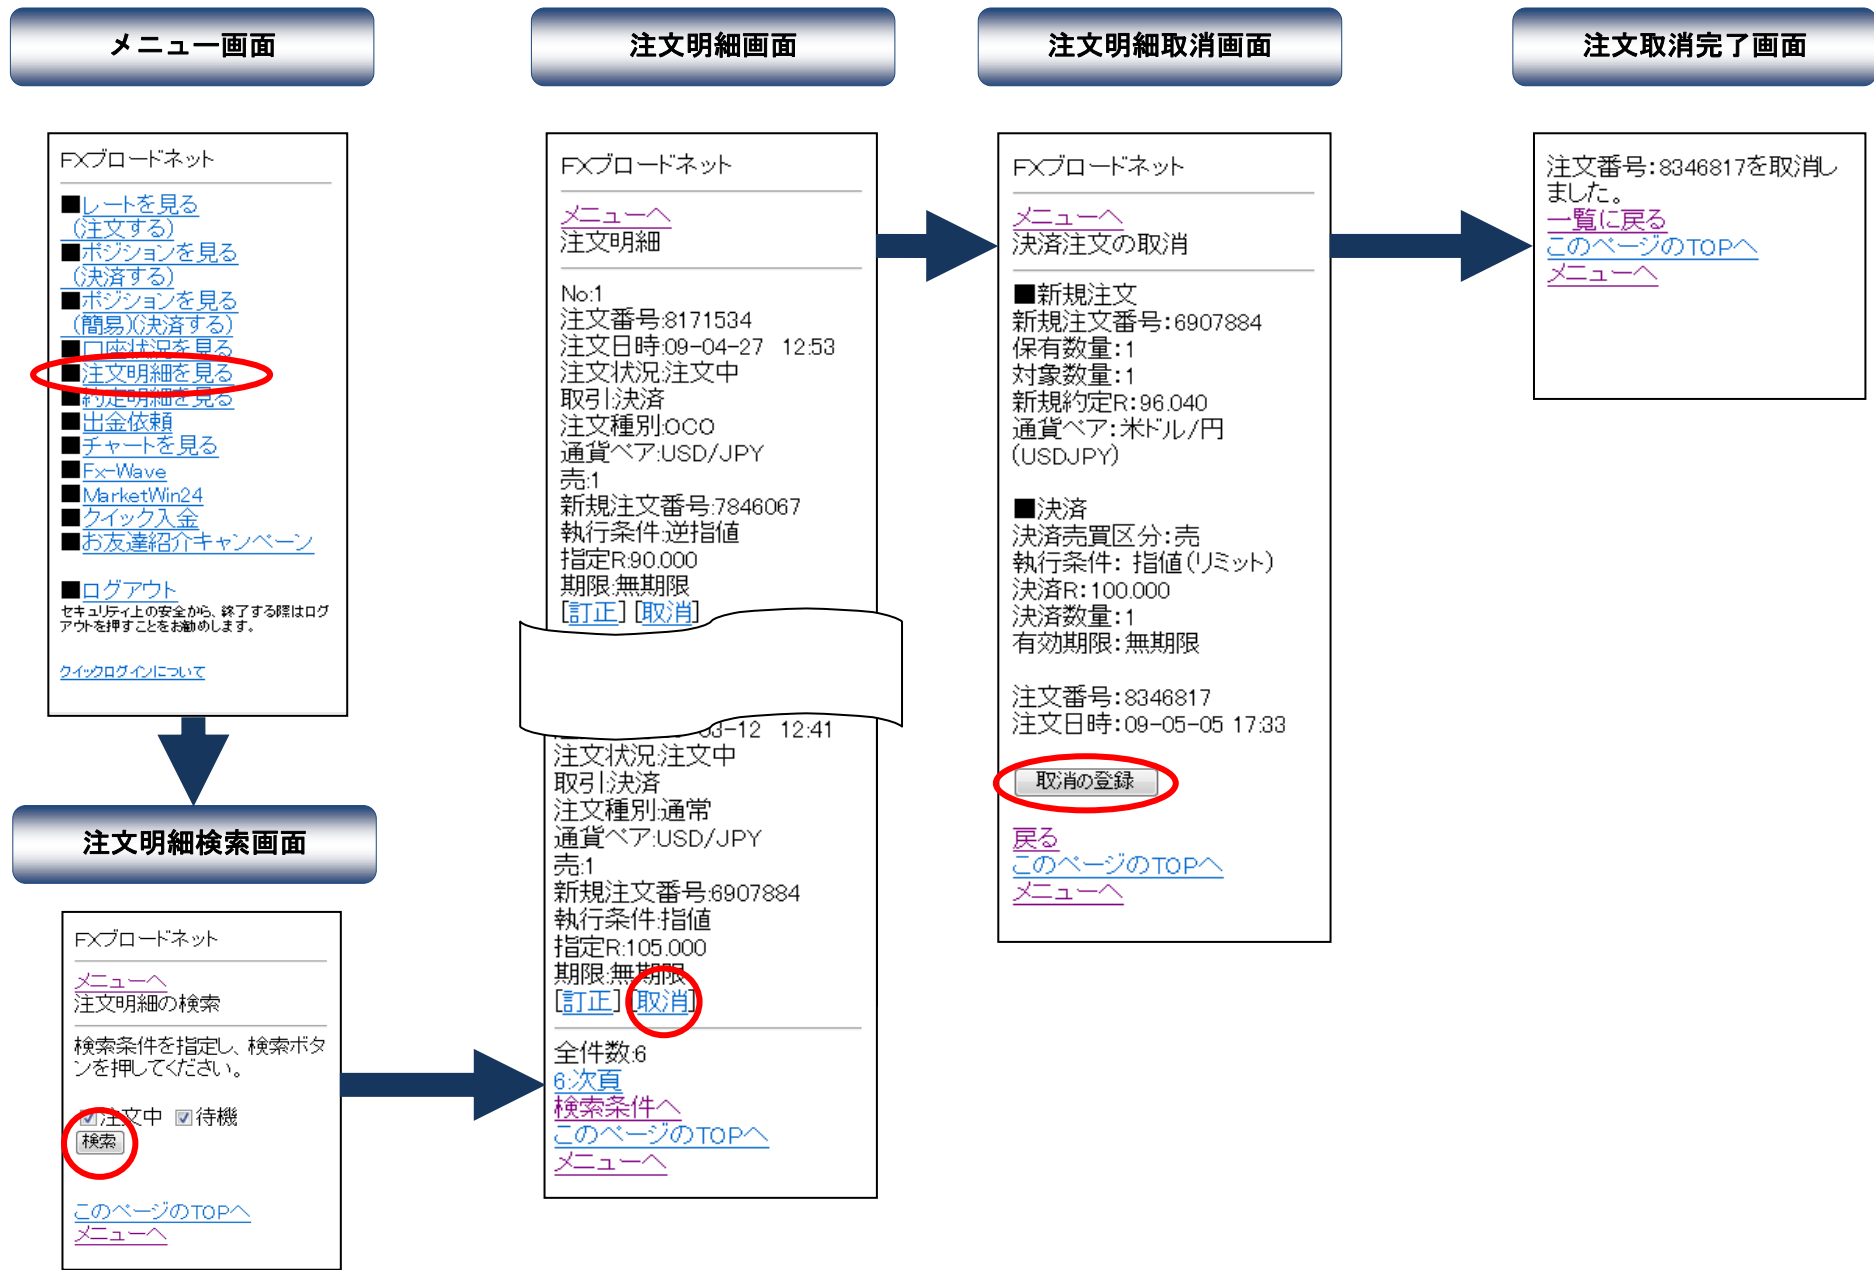 メニュー画面
FXブロードネット
■レートを見る
(注文する)
■ポジションを見る
(決済する)
■ポジションを見る
(簡易)(決済する)
■口座状況を見る
■注文明細を見る
■約定明細を見る
■出金依頼
■チャートを見る
■Fx-Wave
■MarketWin24
■クイック入金
■お友達紹介キャンペーン
■ログアウト
セキュリティ上の安全から、終了する際はログ
アウトを押すことをお勧めします。
クイックログインについて
注文明細検索画面
FXブロードネット
メニューへ
注文明細の検索
検索条件を指定し、検索ボタ
ンを押してください。
注文中 待機
検索
このページのTOPへ
メニューへ
注文明細画面
FXブロードネット
メニューへ
注文明細
No:1
注文番号:8171534
注文日時:09-04-27 12:53
注文状況:注文中
取引:決済
注文種別:OCO
通貨ペア:USD/JPY
売:1
新規注文番号:7846067
執行条件:逆指値
指定R:90.000
期限:無期限
[訂正] [取消]
03-12 12:41
注文状況:注文中
取引:決済
注文種別:通常
通貨ペア:USD/JPY
売:1
新規注文番号:6907884
執行条件:指値
指定R:105.000
期限:無期限
[訂正] [取消]
全件数:6
6:次頁
検索条件へ
このページのTOPへ
メニューへ
注文明細取消画面
FXブロードネット
メニューへ
決済注文の取消
■新規注文
新規注文番号:6907884
保有数量:1
対象数量:1
新規約定R:96.040
通貨ペア:米ドル/円
(USDJPY)
■決済
決済売買区分:売
執行条件: 指値(リミット)
決済R:100.000
決済数量:1
有効期限:無期限
注文番号:8346817
注文日時:09-05-05 17:33
取消の登録
戻る
このページのTOPへ
メニューへ
注文取消完了画面
注文番号:8346817を取消し
ました。
一覧に戻る
このページのTOPへ
メニューへ